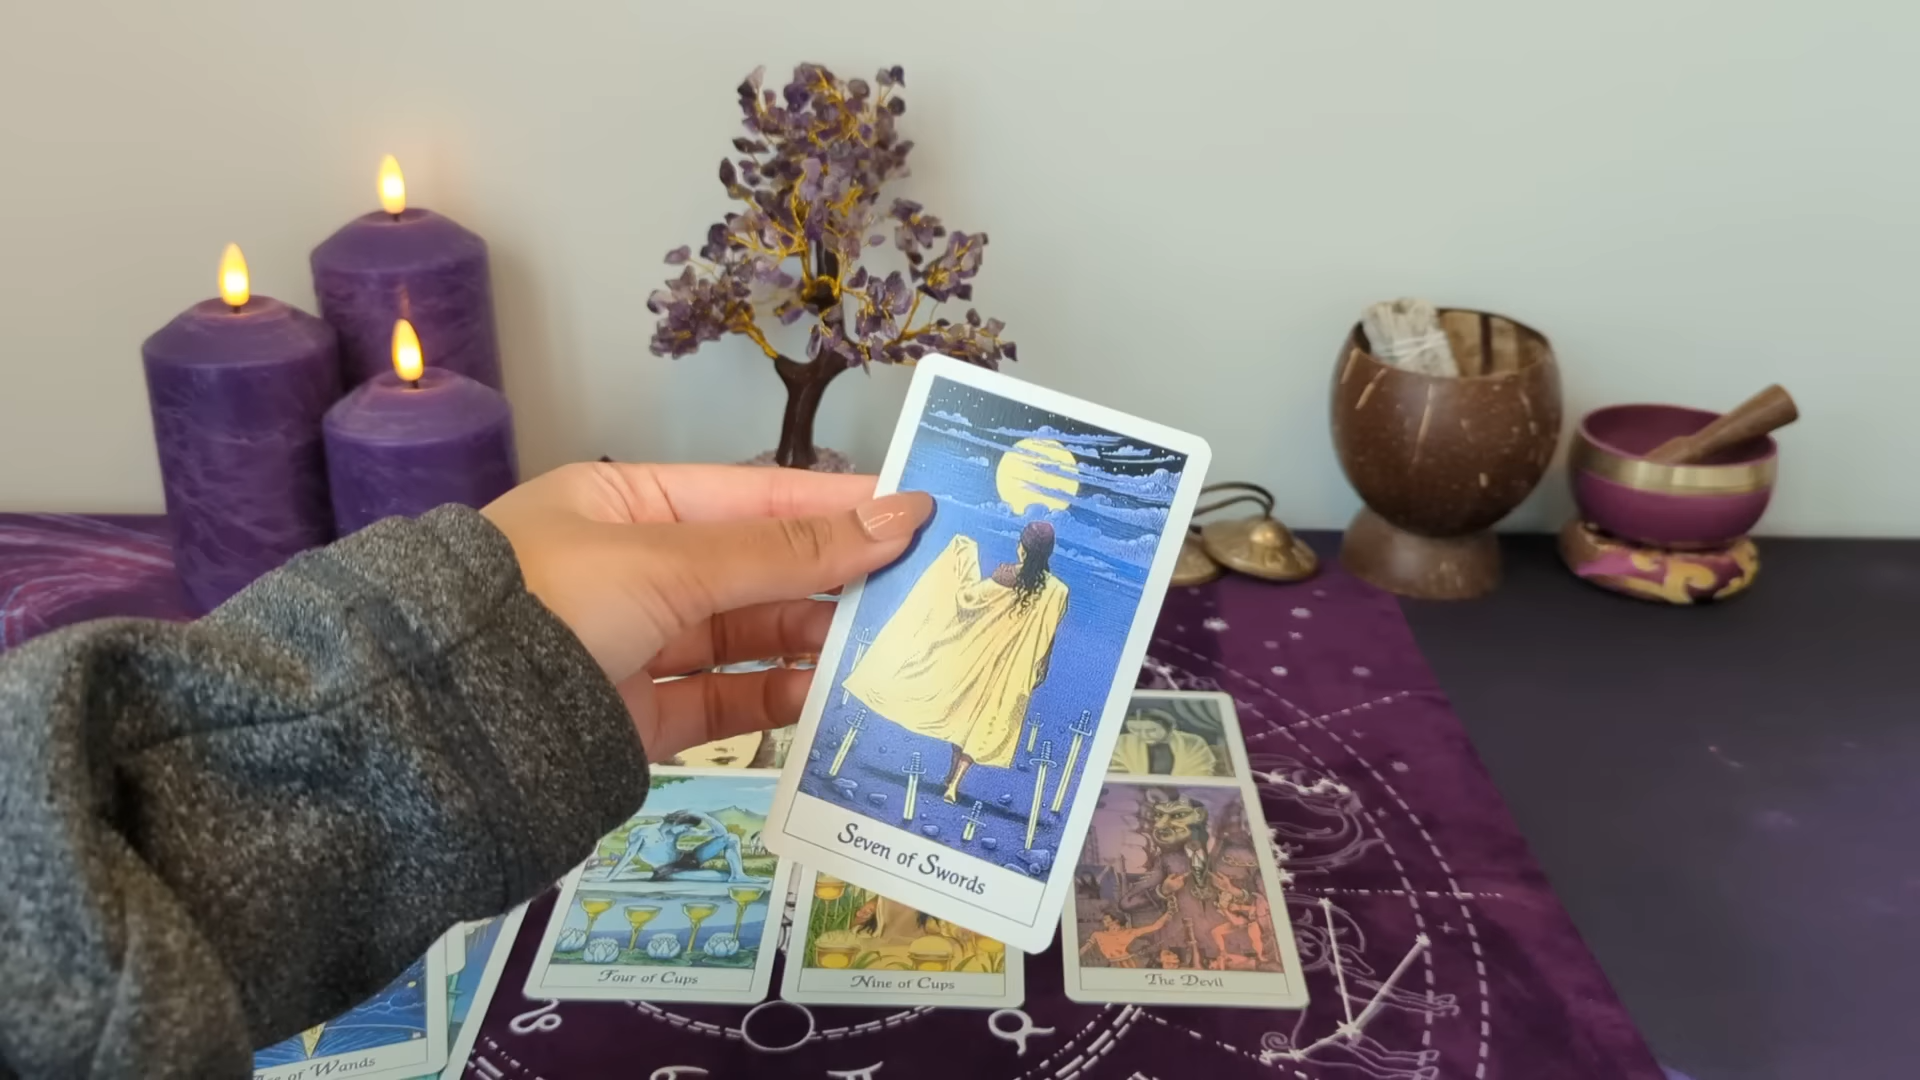 Seven of Swords
Four of Cups
Nine of Cups
The Devil
of Wands